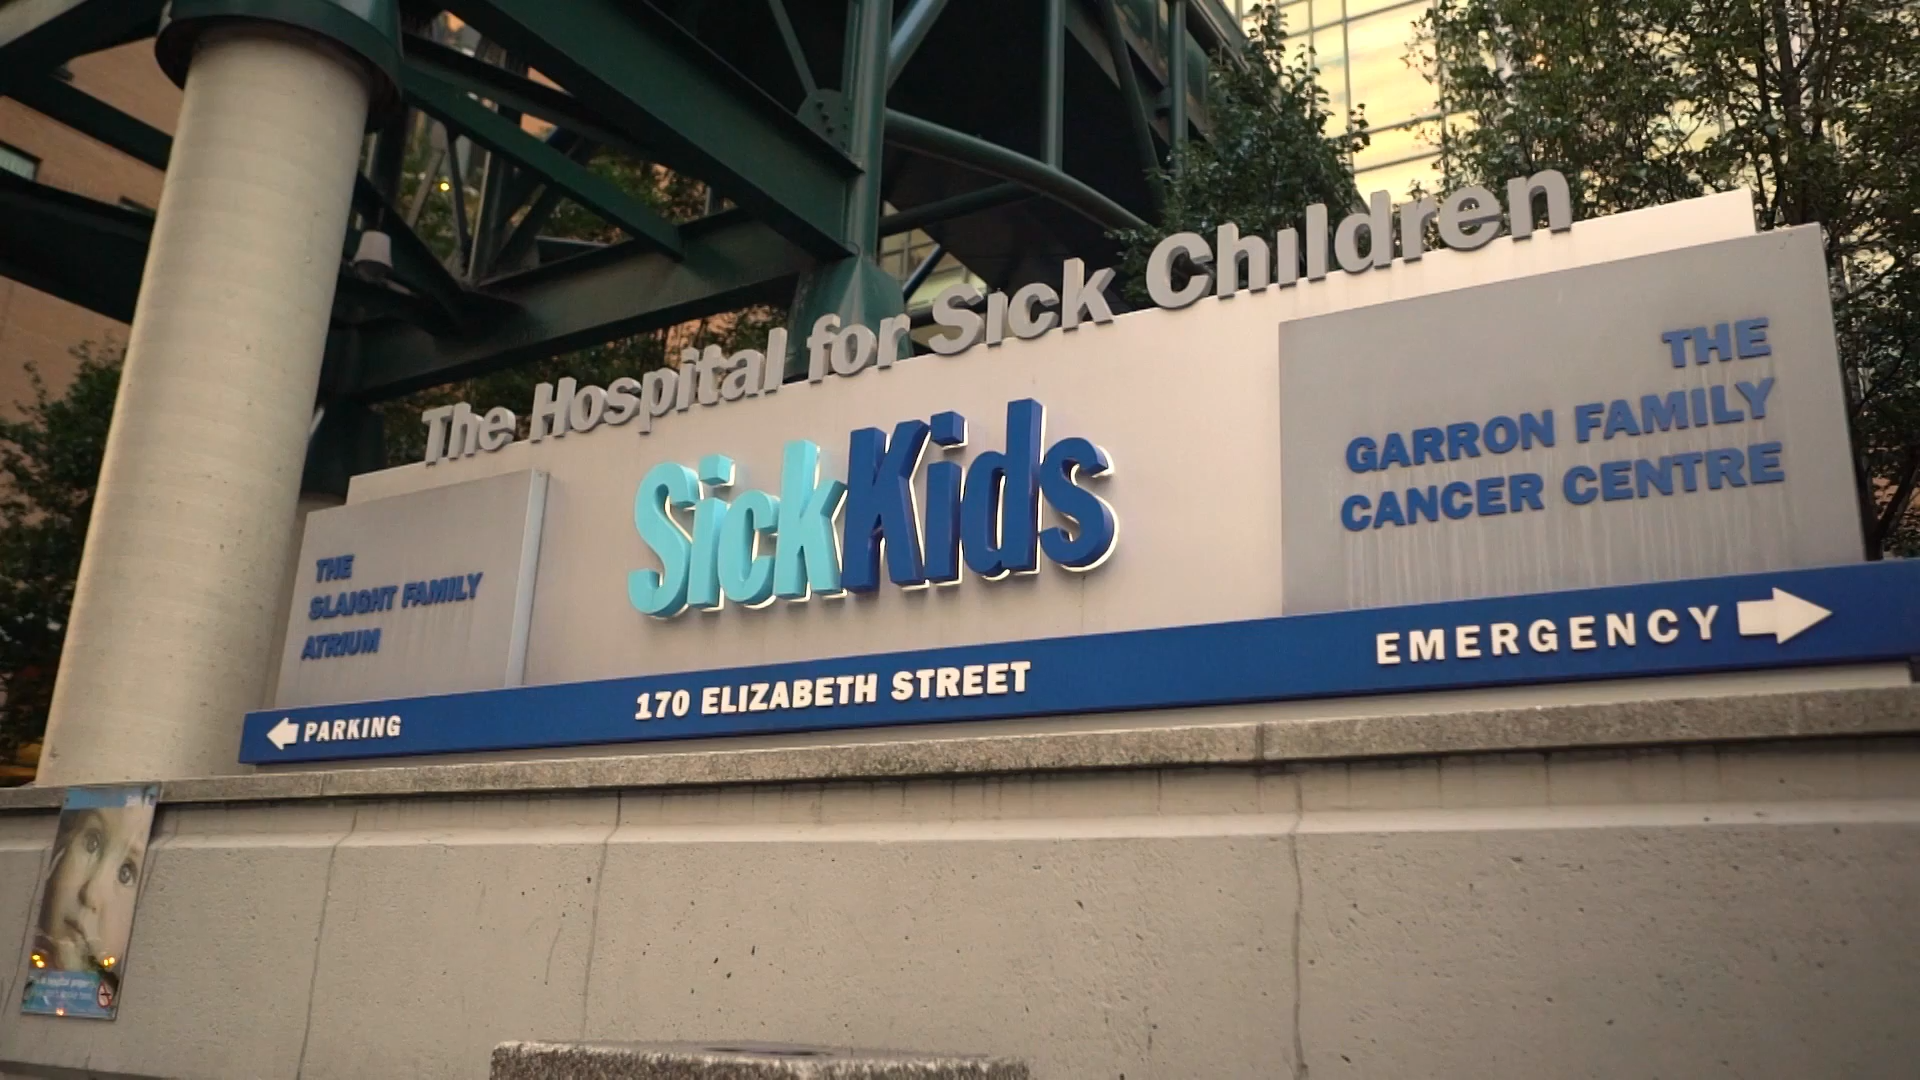 The Hospital for Sick Children
SickKids
THE
SLAIGHT FAMILY
ATRIUM
THE
GARRON FAMILY
CANCER CENTRE
PARKING
170 ELIZABETH STREET
EMERGENCY